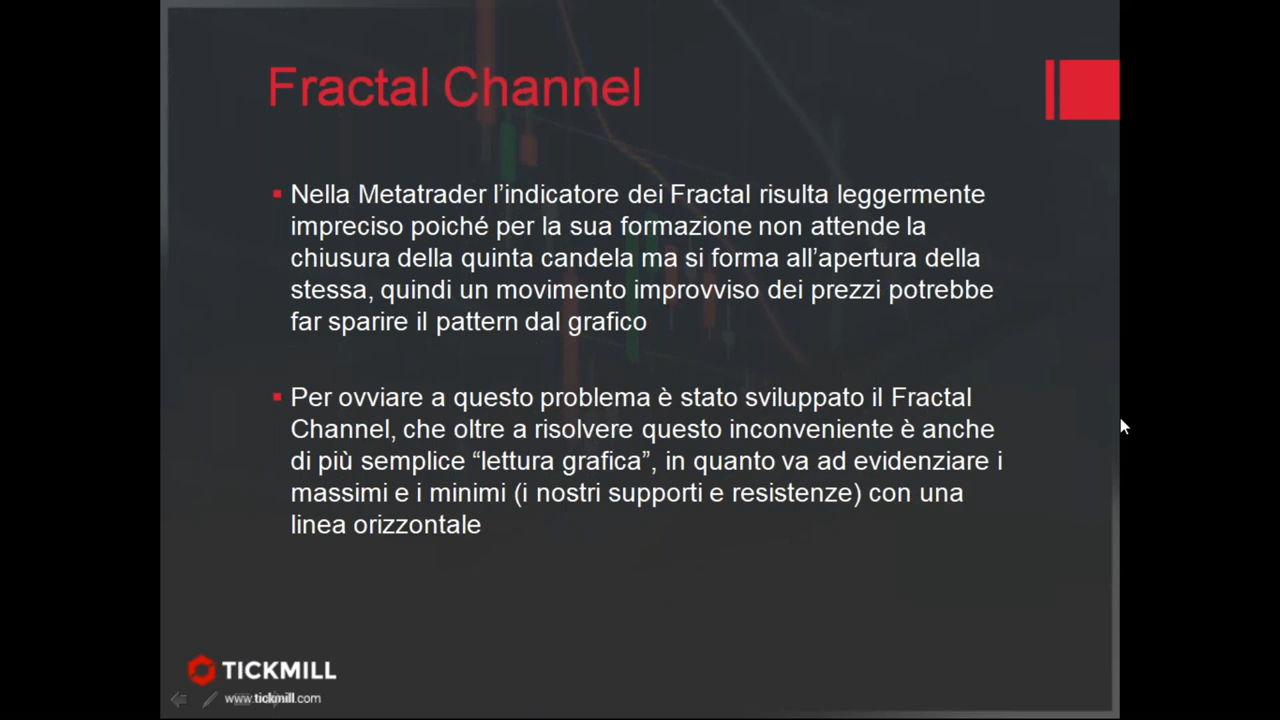 Fractal Channel
Nella Metatrader l’indicatore dei Fractal risulta leggermente
impreciso poiché per la sua formazione non attende la
chiusura della quinta candela ma si forma all’apertura della
stessa, quindi un movimento improvviso dei prezzi potrebbe
far sparire il pattern dal grafico
Per ovviare a questo problema è stato sviluppato il Fractal
Channel, che oltre a risolvere questo inconveniente è anche
di più semplice “lettura grafica”, in quanto va ad evidenziare i
massimi e i minimi (i nostri supporti e resistenze) con una
linea orizzontale
TICKMILL
www.tickmill.com